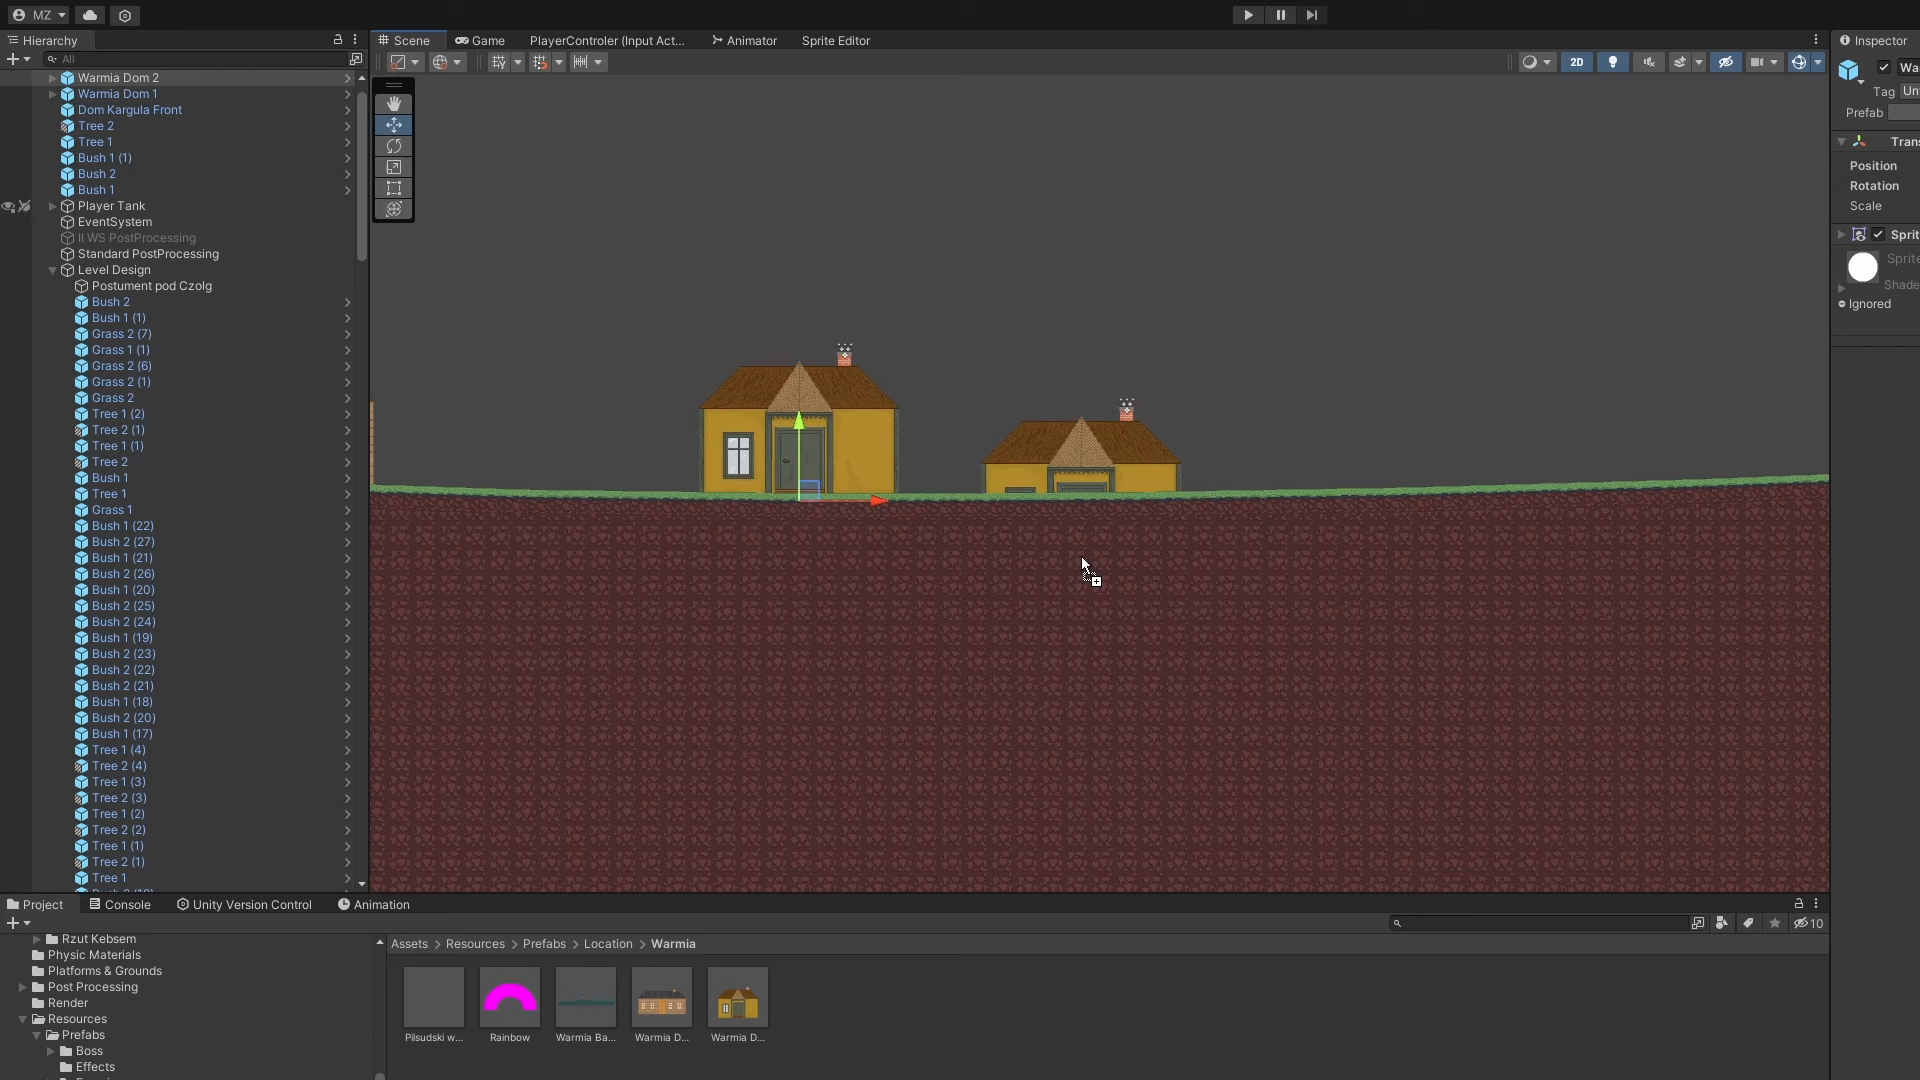 MZ
Hierarchy
All
Warmia Dom 2
Warmia Dom 1
Dom Kargula Front
Tree 2
Tree 1
Bush 1 (1)
Bush 2
Bush 1
Player Tank
EventSystem
II WS PostProcessing
Standard PostProcessing
Level Design
Postument pod Czolg
Bush 2
Bush 1 (1)
Grass 2 (7)
Grass 1 (1)
Grass 2 (6)
Grass 2 (1)
Grass 2
Tree 1 (2)
Tree 2 (1)
Tree 1 (1)
Tree 2
Bush 1
Tree 1
Grass 1
Bush 1 (22)
Bush 2 (27)
Bush 1 (21)
Bush 2 (26)
Bush 1 (20)
Bush 2 (25)
Bush 2 (24)
Bush 1 (19)
Bush 2 (23)
Bush 2 (22)
Bush 2 (21)
Bush 1 (18)
Bush 2 (20)
Bush 1 (17)
Tree 1 (4)
Tree 2 (4)
Tree 1 (3)
Tree 2 (3)
Tree 1 (2)
Tree 2 (2)
Tree 1 (1)
Tree 2 (1)
Tree 1
Scene Game PlayerControler (Input Act... Animator Sprite Editor
2D
Inspector
War
Tag Un
Prefab
Trans
Position
Rotation
Scale
Sprit
Sprite
Shade
Ignored
Project Console Unity Version Control Animation
10
Rzut Kebsem
Physic Materials
Platforms & Grounds
Post Processing
Render
Resources
Prefabs
Boss
Effects
Assets > Resources > Prefabs > Location > Warmia
Pilsudski w... Rainbow Warmia Ba... Warmia D... Warmia D...